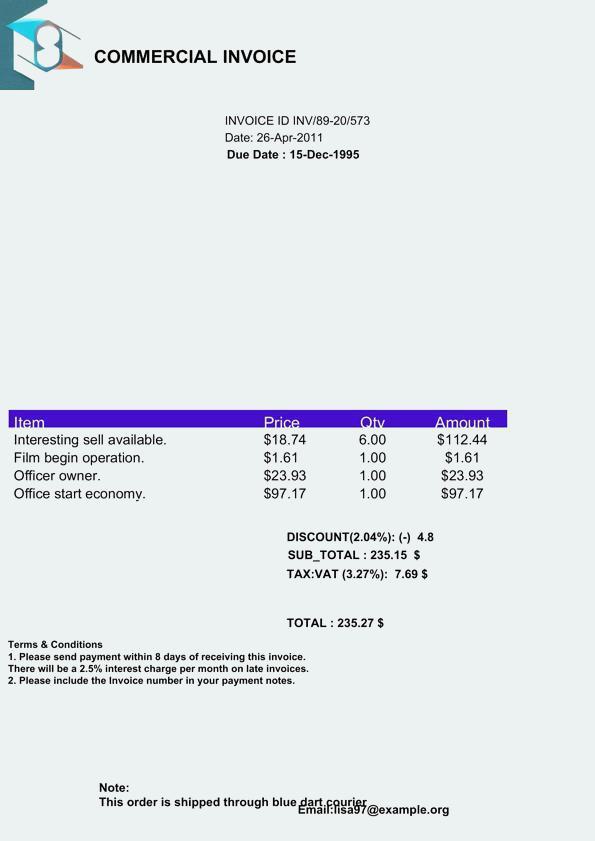 COMMERCIAL INVOICE
INVOICE ID INV/89-20/573
Date: 26-Apr-2011
Due Date : 15-Dec-1995
Item Price Qty Amount
Interesting sell available. $18.74 6.00 $112.44
Film begin operation. $1.61 1.00 $1.61
Officer owner. $23.93 1.00 $23.93
Office start economy. $97.17 1.00 $97.17
DISCOUNT(2.04%): (-) 4.8
SUB_TOTAL : 235.15 $
TAX:VAT (3.27%): 7.69 $
TOTAL : 235.27 $
Terms & Conditions
1. Please send payment within 8 days of receiving this invoice.
There will be a 2.5% interest charge per month on late invoices.
2. Please include the Invoice number in your payment notes.
Note:
This order is shipped through blue dart courier
Email:lisa97@example.org